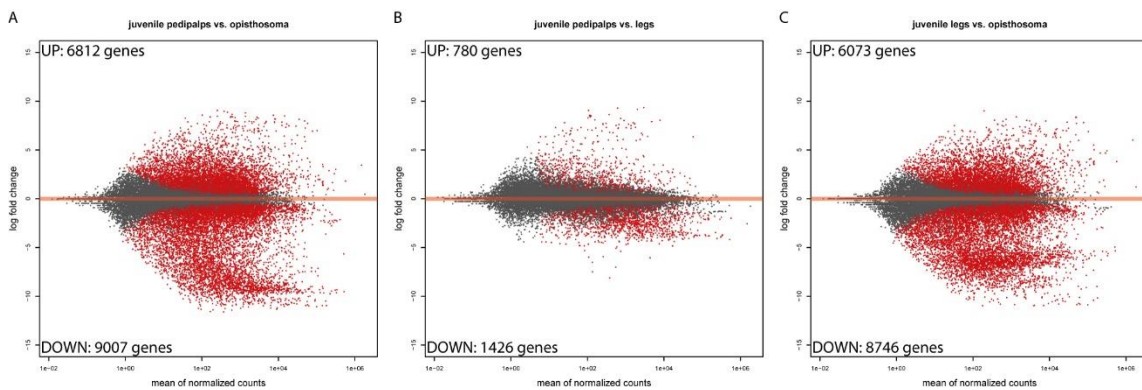 A
juvenile pedipalps vs. opisthosoma
UP: 6812 genes
15
10
5
0
−5
−10
−15
log fold change
DOWN: 9007 genes
1e−02 1e+00 1e+02 1e+04 1e+06
mean of normalized counts
B
juvenile pedipalps vs. legs
UP: 780 genes
15
10
5
0
−5
−10
−15
log fold change
DOWN: 1426 genes
1e−02 1e+00 1e+02 1e+04 1e+06
mean of normalized counts
C
juvenile legs vs. opisthosoma
UP: 6073 genes
15
10
5
0
−5
−10
−15
log fold change
DOWN: 8746 genes
1e−02 1e+00 1e+02 1e+04 1e+06
mean of normalized counts